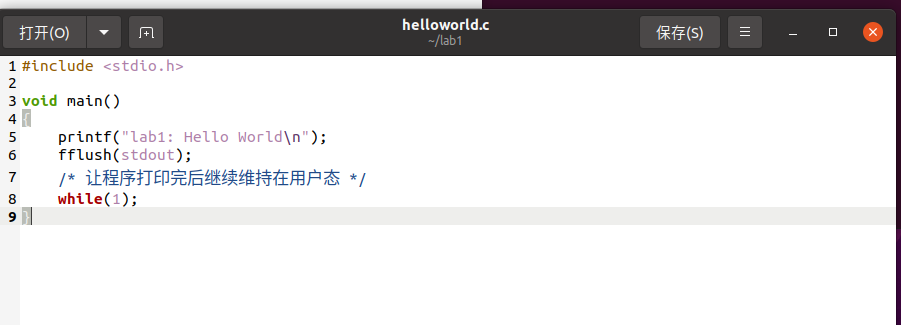 打开(O)
helloworld.c
~/lab1
保存(S)
1 #include <stdio.h>
2
3 void main()
4 {
5     printf("lab1: Hello World\n");
6     fflush(stdout);
7     /* 让程序打印完后继续维持在用户态 */
8     while(1);
9 }